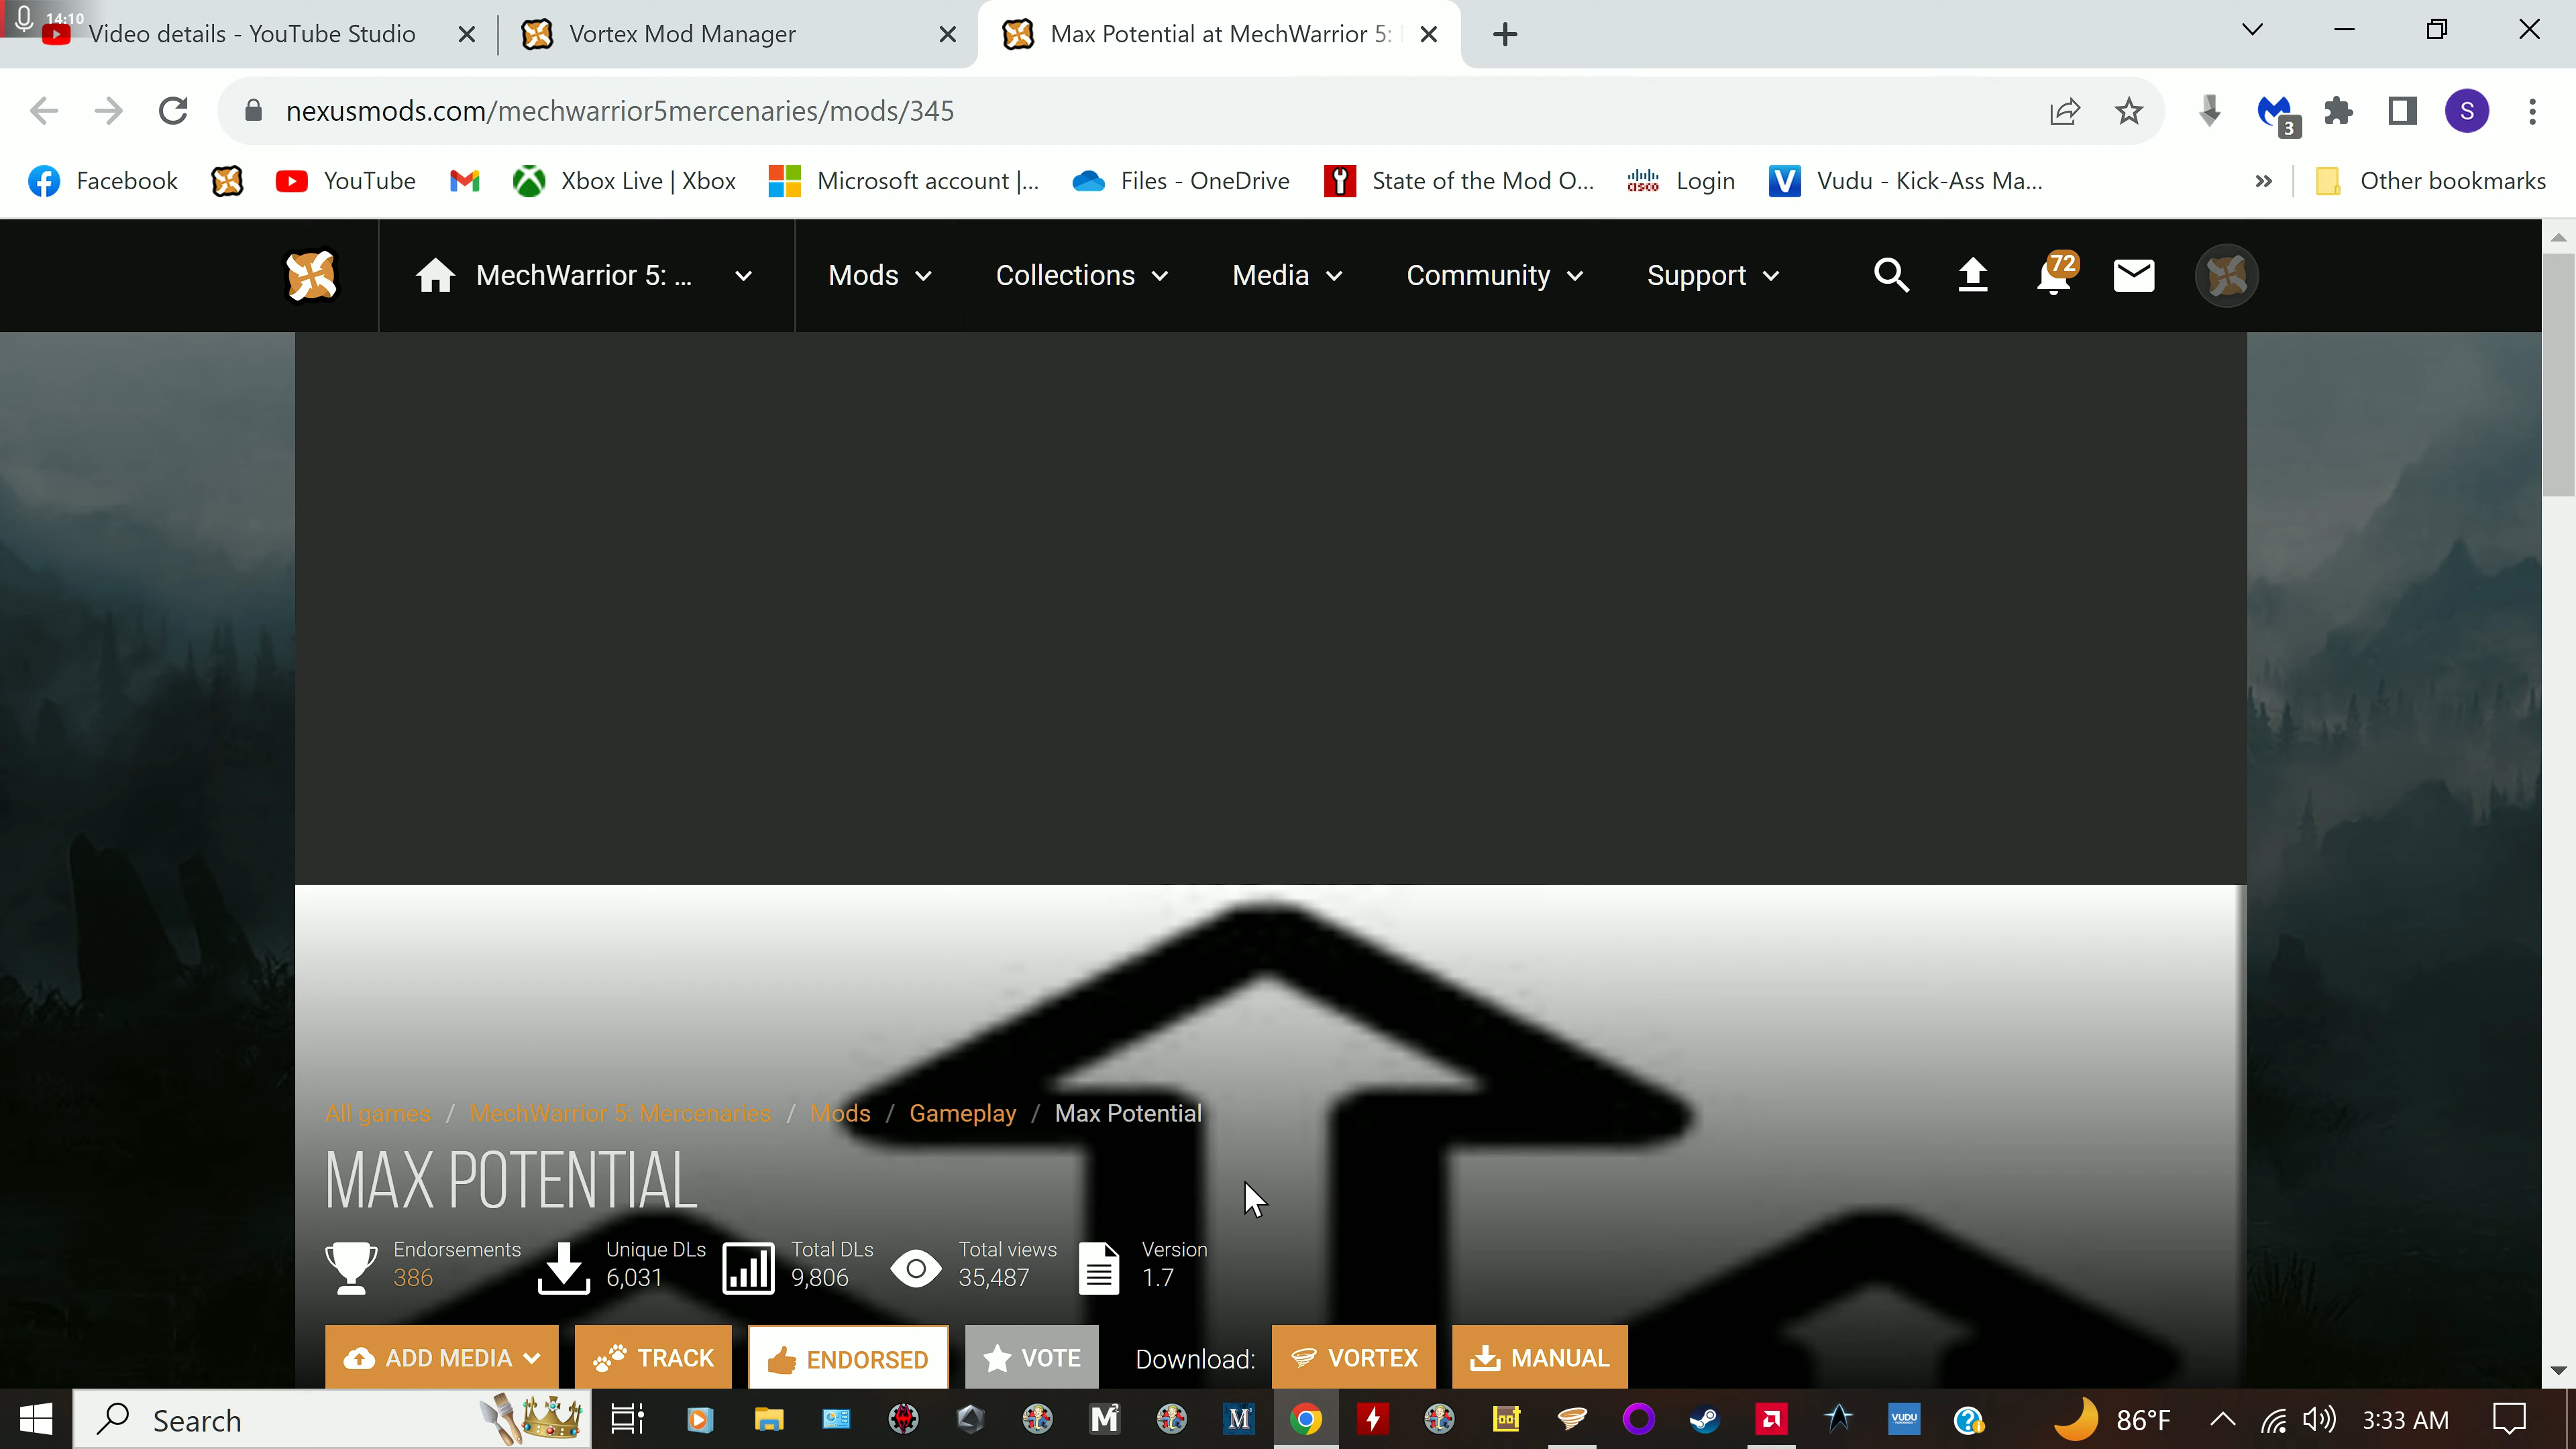 14:10
Video details - YouTube Studio
Vortex Mod Manager
Max Potential at MechWarrior 5:
nexusmods.com/mechwarrior5mercenaries/mods/345
3
S
Facebook
YouTube
Xbox Live | Xbox
Microsoft account |...
Files - OneDrive
State of the Mod O...
cisco
Login
V
Vudu - Kick-Ass Ma...
»
Other bookmarks
MechWarrior 5: ...
Mods
Collections
Media
Community
Support
72
All games / MechWarrior 5: Mercenaries / Mods / Gameplay / Max Potential
MAX POTENTIAL
Endorsements
386
Unique DLs
6,031
Total DLs
9,806
Total views
35,487
Version
1.7
ADD MEDIA
TRACK
ENDORSED
VOTE
Download:
VORTEX
MANUAL
Search
VUDU
86°F
3:33 AM